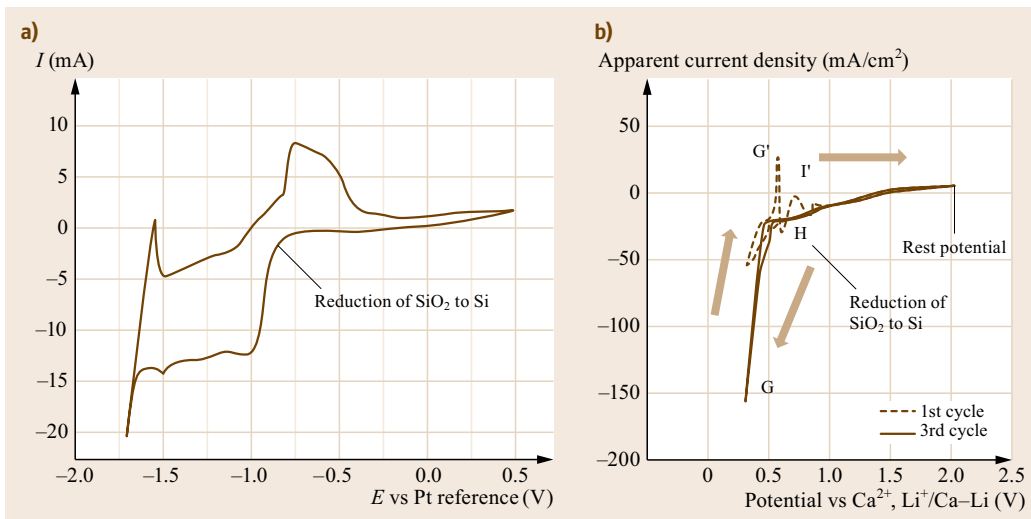 a)
I (mA)
10
5
0
−5
−10
−15
−20
Reduction of SiO₂ to Si
−2.0 −1.5 −1.0 −0.5 0.0 0.5
E vs Pt reference (V)
b)
Apparent current density (mA/cm²)
50
0
−50
−100
−150
−200
G'
I'
H
Rest potential
Reduction of
SiO₂ to Si
G
1st cycle
3rd cycle
0 0.5 1.0 1.5 2.0 2.5
Potential vs Ca²⁺, Li⁺/Ca–Li (V)